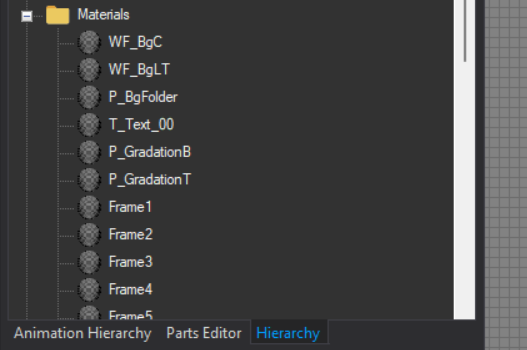 Materials
WF_BgC
WF_BgLT
P_BgFolder
T_Text_00
P_GradationB
P_GradationT
Frame1
Frame2
Frame3
Frame4
Frame5
Animation Hierarchy Parts Editor Hierarchy